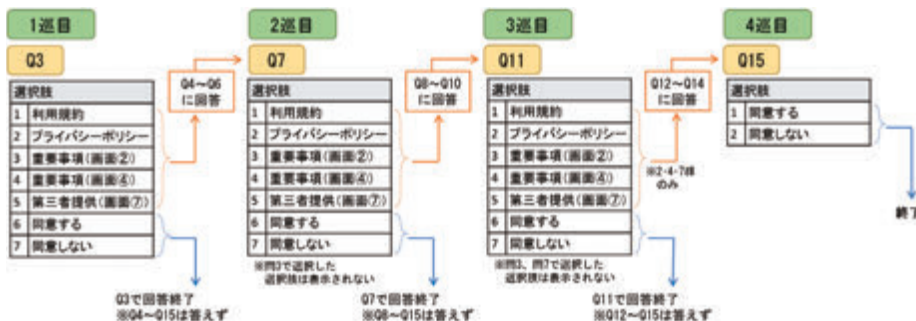 1巡目
Q3
選択肢
1 利用規約
2 プライバシーポリシー
3 重要事項(画面②)
4 重要事項(画面④)
5 第三者提供(画面⑦)
6 同意する
7 同意しない
Q3で回答終了
※Q4~Q15は答えず
Q4~Q6
に回答
2巡目
Q7
選択肢
1 利用規約
2 プライバシーポリシー
3 重要事項(画面②)
4 重要事項(画面④)
5 第三者提供(画面⑦)
6 同意する
7 同意しない
※問3で選択した
選択肢は表示されない
Q7で回答終了
※Q8~Q15は答えず
Q8~Q10
に回答
3巡目
Q11
選択肢
1 利用規約
2 プライバシーポリシー
3 重要事項(画面②)
4 重要事項(画面④)
5 第三者提供(画面⑦)
6 同意する
7 同意しない
※問3、問7で選択した
選択肢は表示されない
Q11で回答終了
※Q12~Q15は答えず
Q12~Q14
に回答
のみ
4巡目
Q15
選択肢
1 同意する
2 同意しない
終了